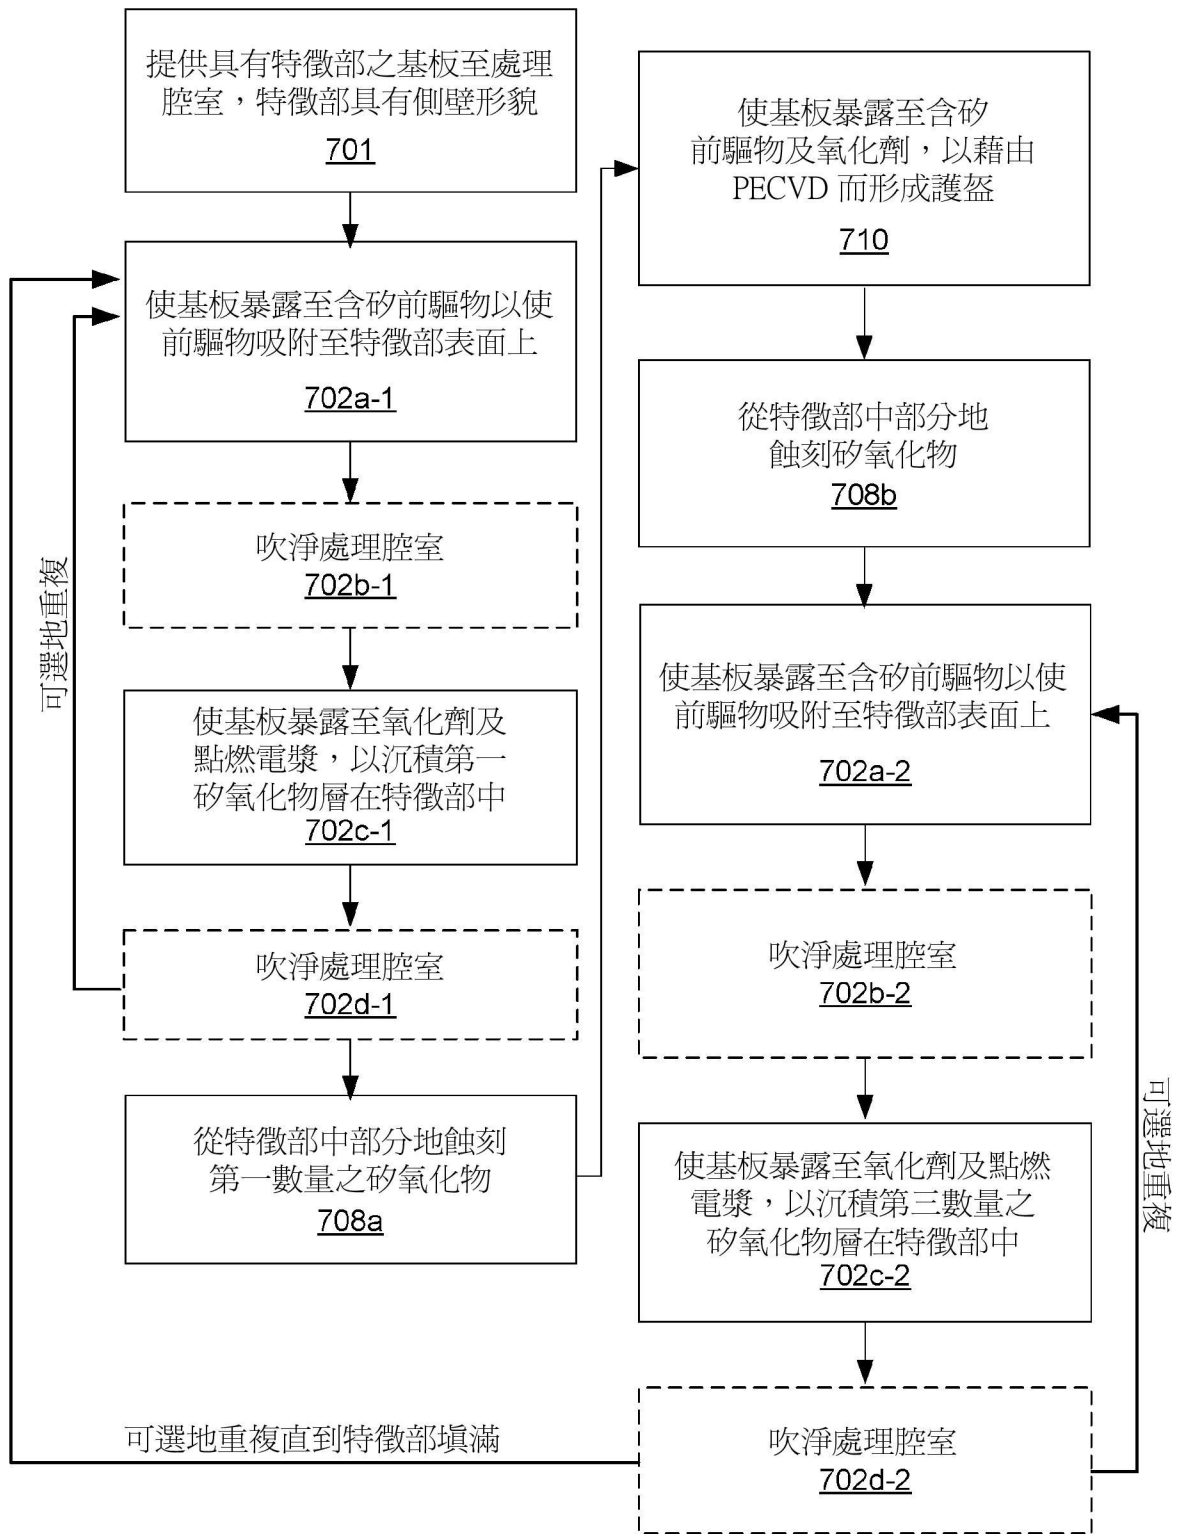 提供具有特徵部之基板至處理
腔室，特徵部具有側壁形貌
701
使基板暴露至含矽前驅物以使
前驅物吸附至特徵部表面上
702a-1
吹淨處理腔室
702b-1
使基板暴露至氧化劑及
點燃電漿，以沉積第一
矽氧化物層在特徵部中
702c-1
吹淨處理腔室
702d-1
可選地重複
從特徵部中部分地蝕刻
第一數量之矽氧化物
708a
使基板暴露至含矽
前驅物及氧化劑，以藉由
PECVD 而形成護盔
710
從特徵部中部分地
蝕刻矽氧化物
708b
使基板暴露至含矽前驅物以使
前驅物吸附至特徵部表面上
702a-2
吹淨處理腔室
702b-2
使基板暴露至氧化劑及點燃
電漿，以沉積第三數量之
矽氧化物層在特徵部中
702c-2
吹淨處理腔室
702d-2
可選地重複
可選地重複直到特徵部填滿